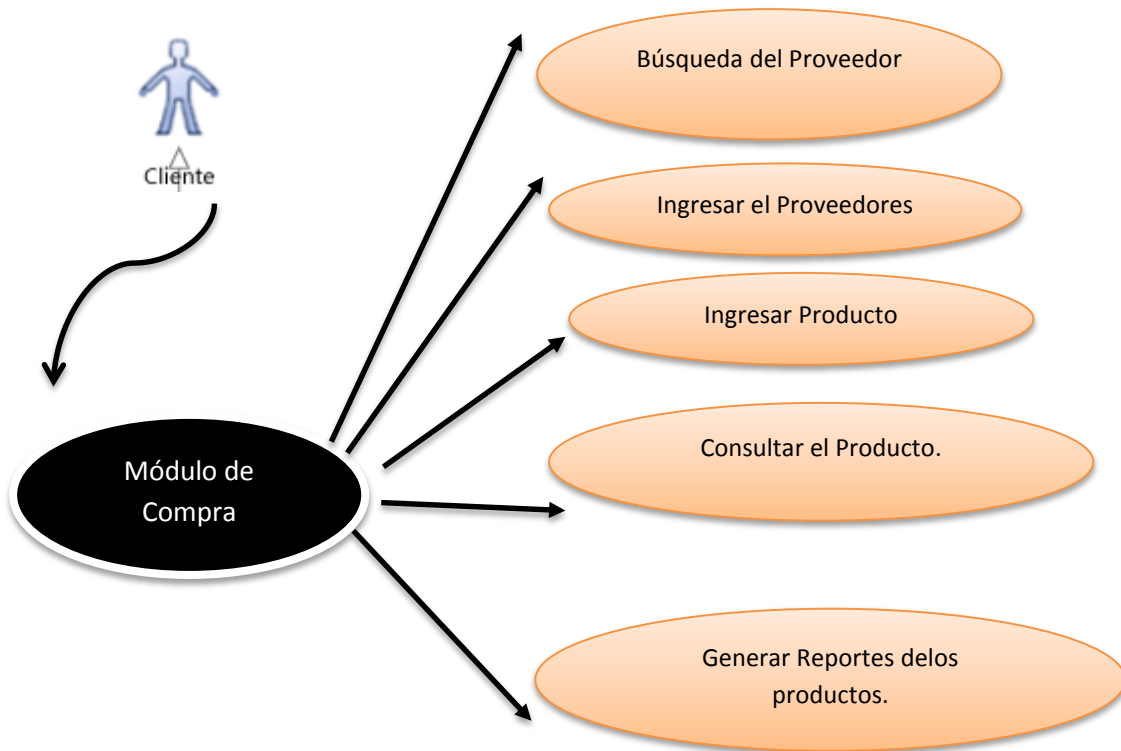 Búsqueda del Proveedor
Cliente
Ingresar el Proveedores
Ingresar Producto
Consultar el Producto.
Módulo de
Compra
Generar Reportes delos
productos.